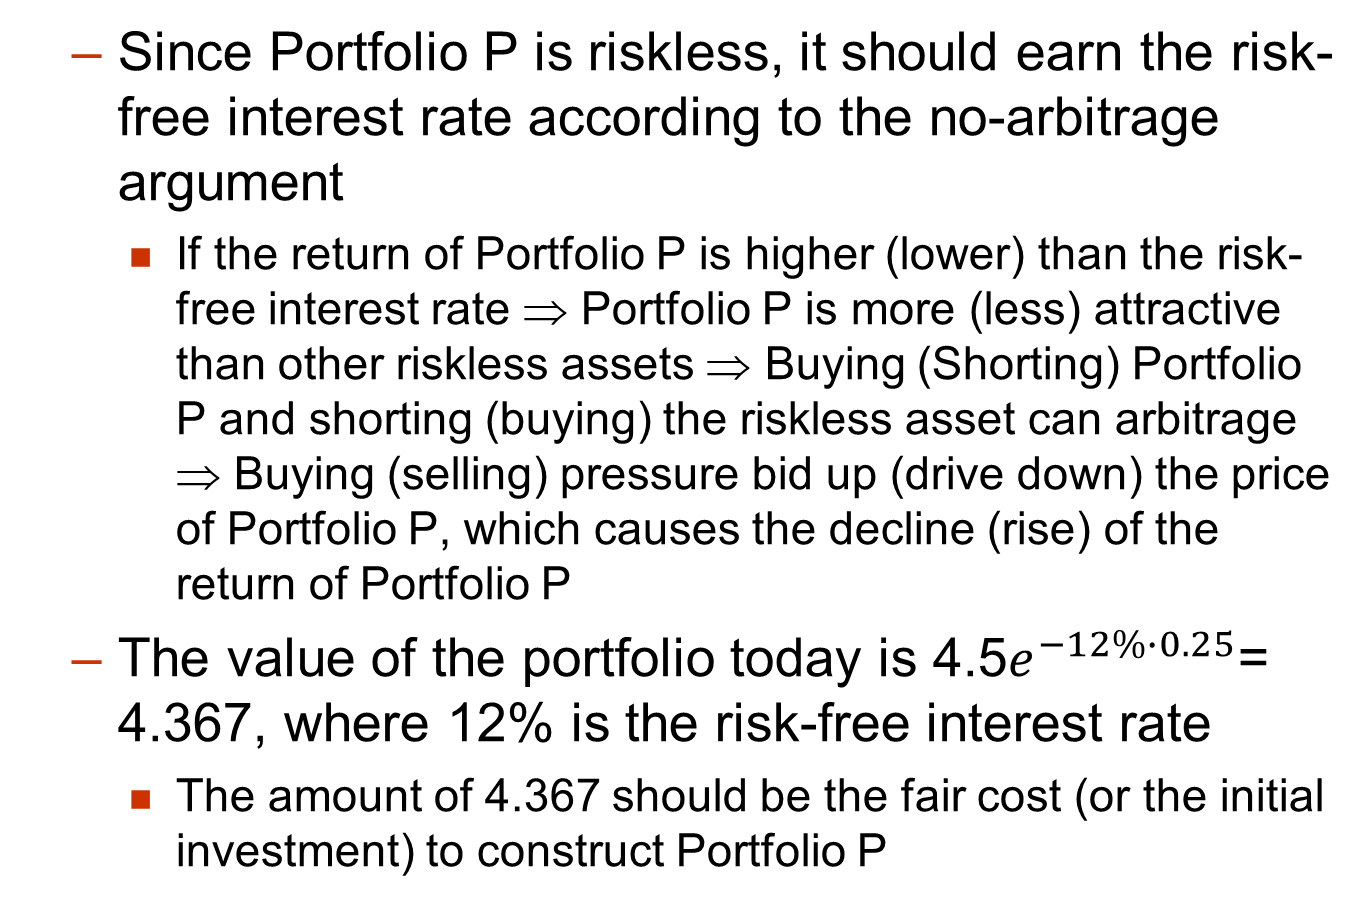 – Since Portfolio P is riskless, it should earn the risk-
free interest rate according to the no-arbitrage
argument
▪ If the return of Portfolio P is higher (lower) than the risk-
free interest rate ⇒ Portfolio P is more (less) attractive
than other riskless assets ⇒ Buying (Shorting) Portfolio
P and shorting (buying) the riskless asset can arbitrage
⇒ Buying (selling) pressure bid up (drive down) the price
of Portfolio P, which causes the decline (rise) of the
return of Portfolio P
– The value of the portfolio today is 4.5e^{−12%·0.25}=
4.367, where 12% is the risk-free interest rate
▪ The amount of 4.367 should be the fair cost (or the initial
investment) to construct Portfolio P